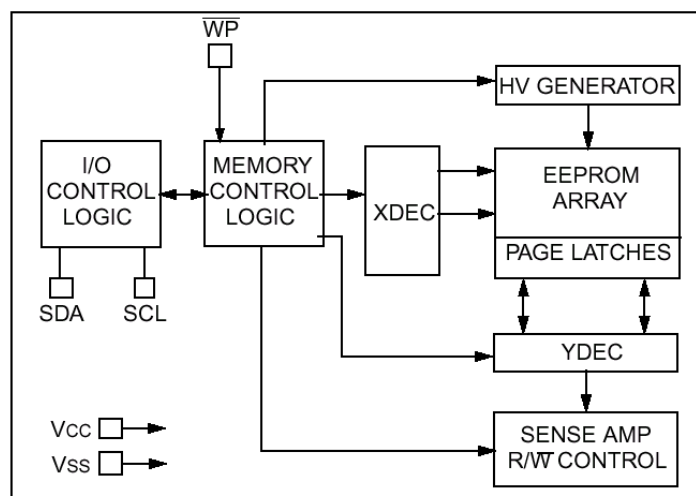 WP
HV GENERATOR
I/O
CONTROL
LOGIC
MEMORY
CONTROL
LOGIC
XDEC
EEPROM
ARRAY
PAGE LATCHES
SDA
SCL
YDEC
VCC
VSS
SENSE AMP
R/W CONTROL